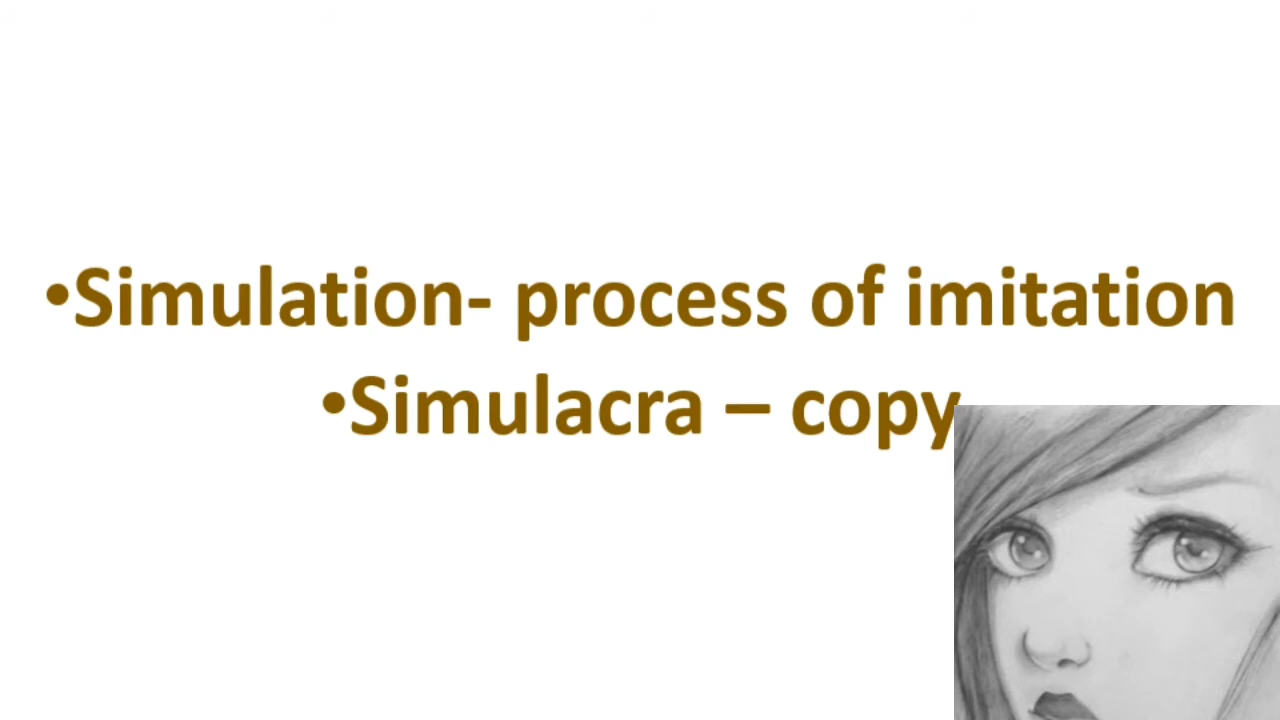 •Simulation- process of imitation
•Simulacra – copy